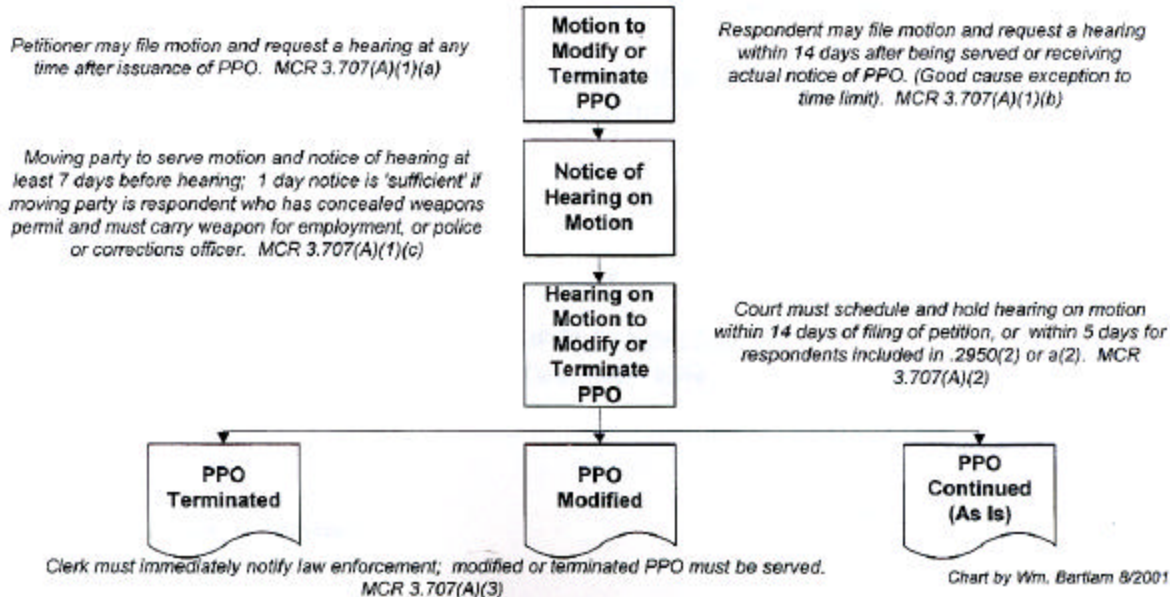 Motion to
Modify or
Terminate
PPO
Petitioner may file motion and request a hearing at any
time after issuance of PPO. MCR 3.707(A)(1)(a)
Respondent may file motion and request a hearing
within 14 days after being served or receiving
actual notice of PPO. (Good cause exception to
time limit). MCR 3.707(A)(1)(b)
Moving party to serve motion and notice of hearing at
least 7 days before hearing; 1 day notice is 'sufficient' if
moving party is respondent who has concealed weapons
permit and must carry weapon for employment, or police
or corrections officer. MCR 3.707(A)(1)(c)
Notice of
Hearing on
Motion
Hearing on
Motion to
Modify or
Terminate
PPO
Court must schedule and hold hearing on motion
within 14 days of filing of petition, or within 5 days for
respondents included in .2950(2) or a(2). MCR
3.707(A)(2)
PPO
Terminated
PPO
Modified
PPO
Continued
(As Is)
Clerk must immediately notify law enforcement; modified or terminated PPO must be served.
MCR 3.707(A)(3)
Chart by Wm. Bartlam 8/2001